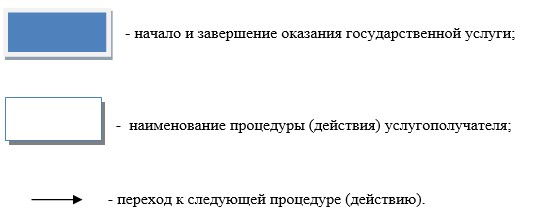 - начало и завершение оказания государственной услуги;
- наименование процедуры (действия) услугополучателя;
- переход к следующей процедуре (действию).